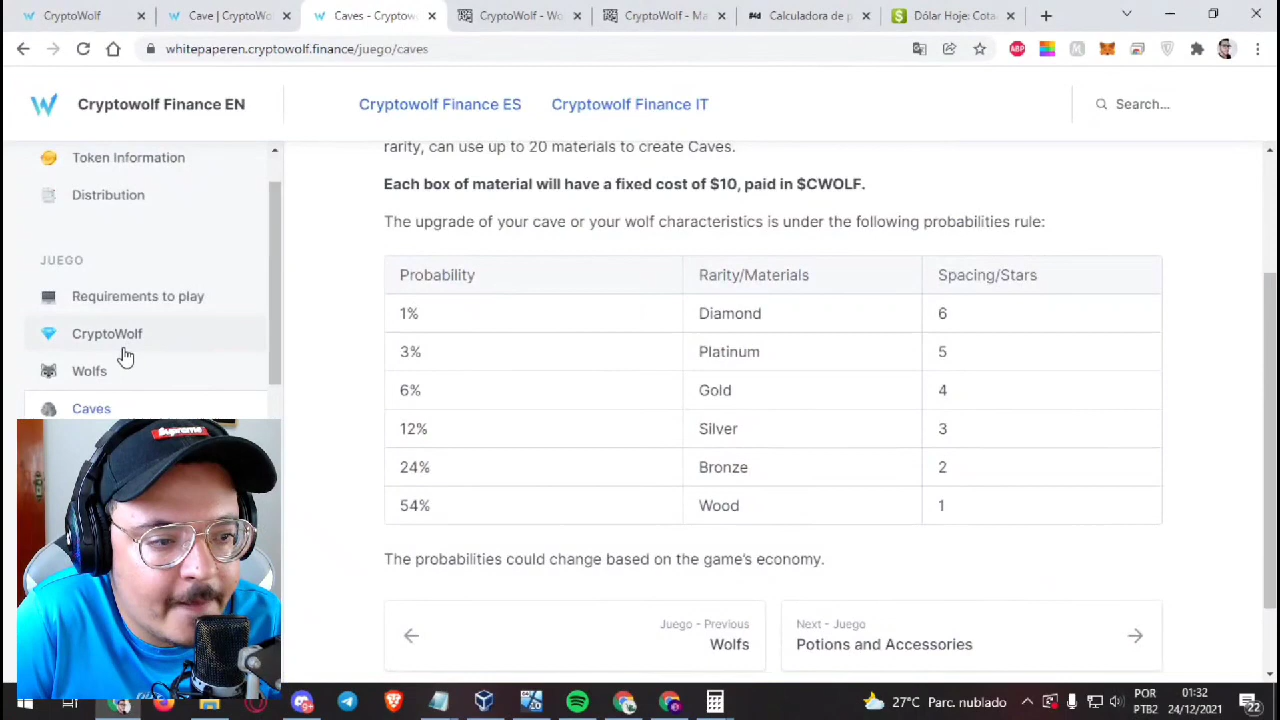 CryptoWolf
Cave | CryptoWo
Caves - Cryptow
CryptoWolf - Wo
CryptoWolf - Ma
Calculadora de p
Dólar Hoje: Cota
whitepaperen.cryptowolf.finance/juego/caves
Cryptowolf Finance EN
Cryptowolf Finance ES
Cryptowolf Finance IT
Search...
Token Information
Distribution
JUEGO
Requirements to play
CryptoWolf
Wolfs
Caves
rarity, can use up to 20 materials to create Caves.
Each box of material will have a fixed cost of $10, paid in $CWOLF.
The upgrade of your cave or your wolf characteristics is under the following probabilities rule:
Probability Rarity/Materials Spacing/Stars
1% Diamond 6
3% Platinum 5
6% Gold 4
12% Silver 3
24% Bronze 2
54% Wood 1
The probabilities could change based on the game's economy.
Juego - Previous
Wolfs
Next - Juego
Potions and Accessories
Supreme
27°C Parc. nublado
POR
PTB2
01:32
24/12/2021
22